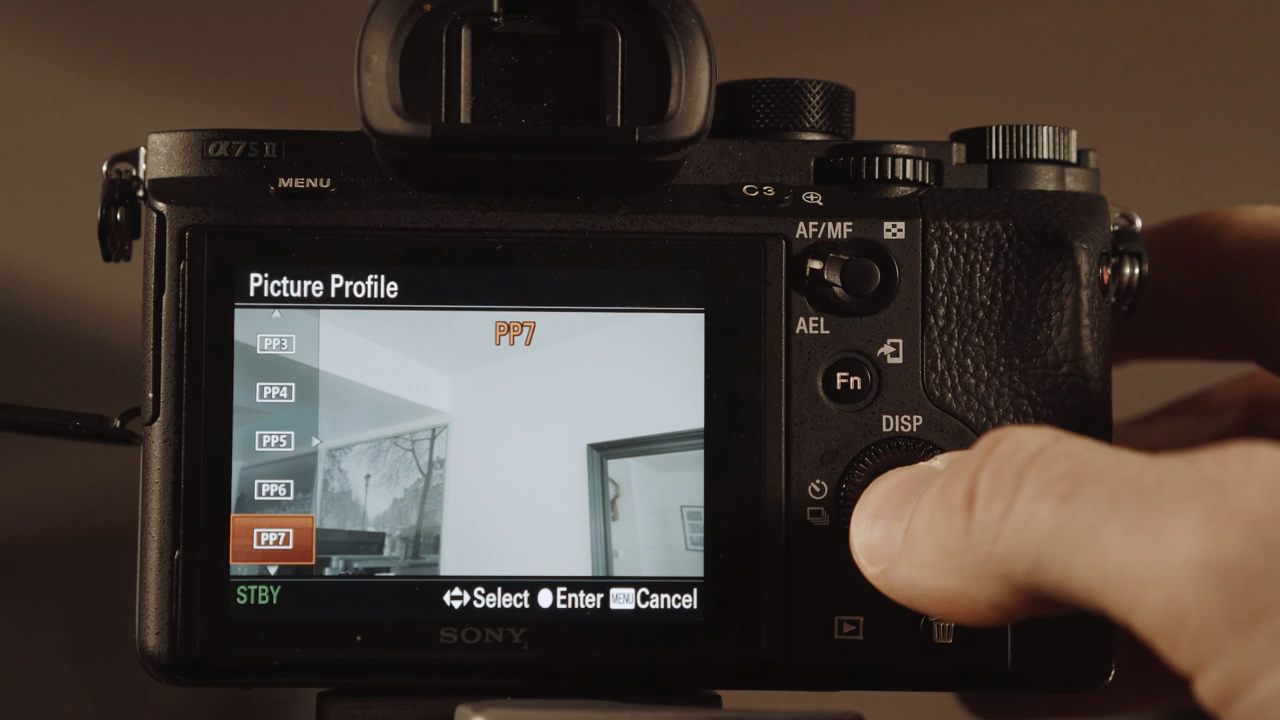 α7SII
MENU
C3
AF/MF
Picture Profile
AEL
PP7
PP3
Fn
PP4
DISP
PP5
PP6
PP7
STBY
Select Enter MENU Cancel
SONY